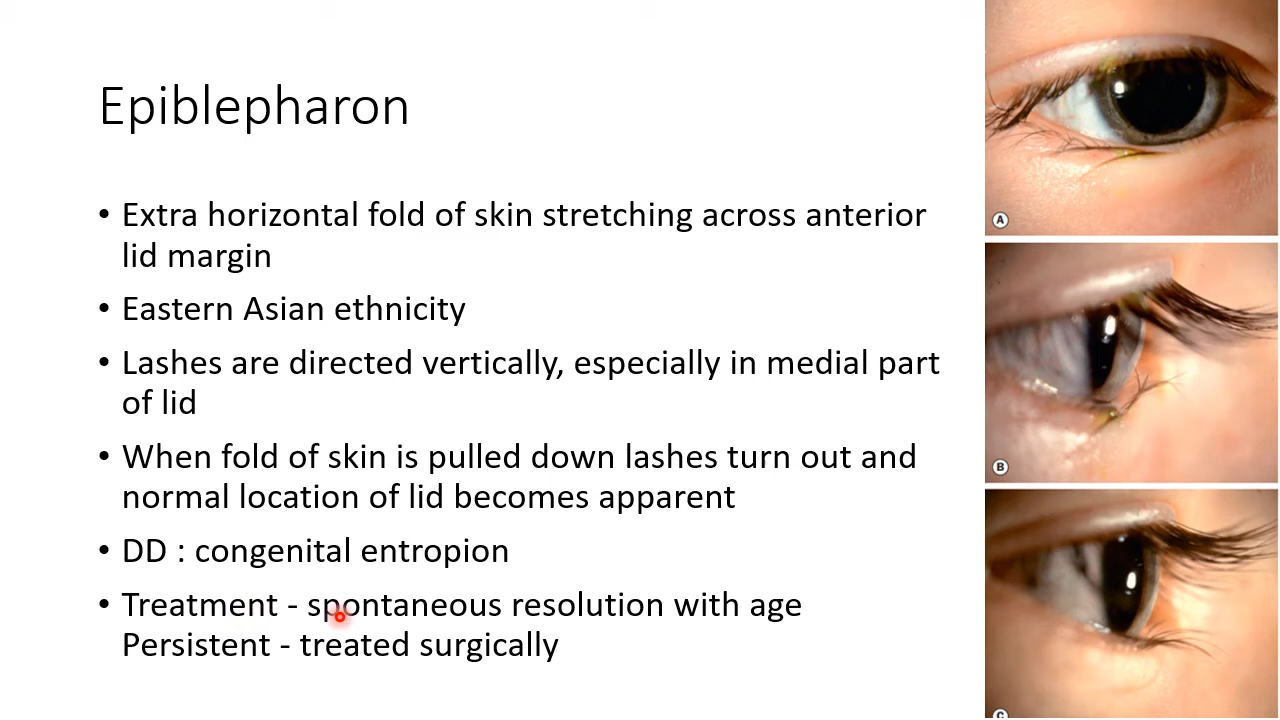 Epiblepharon
• Extra horizontal fold of skin stretching across anterior
lid margin
• Eastern Asian ethnicity
• Lashes are directed vertically, especially in medial part
of lid
• When fold of skin is pulled down lashes turn out and
normal location of lid becomes apparent
• DD : congenital entropion
• Treatment - spontaneous resolution with age
Persistent - treated surgically
A
B
C